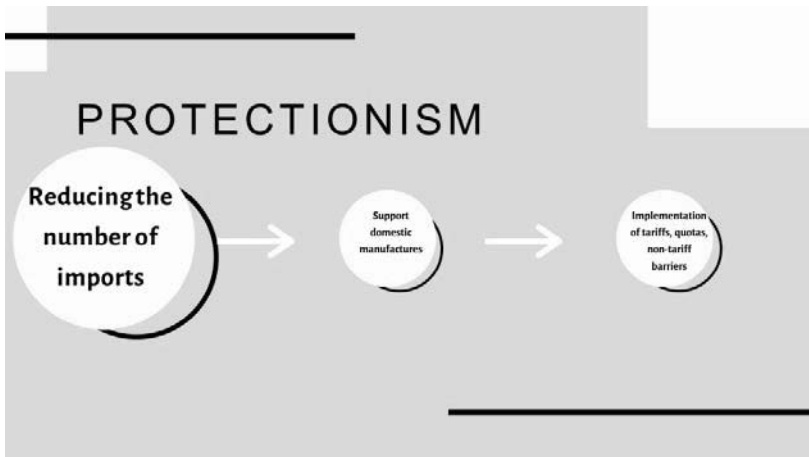 PROTECTIONISM
Reducing the
number of
imports
Support
domestic
manufactures
Implementation
of tariffs, quotas,
non-tariff
barriers